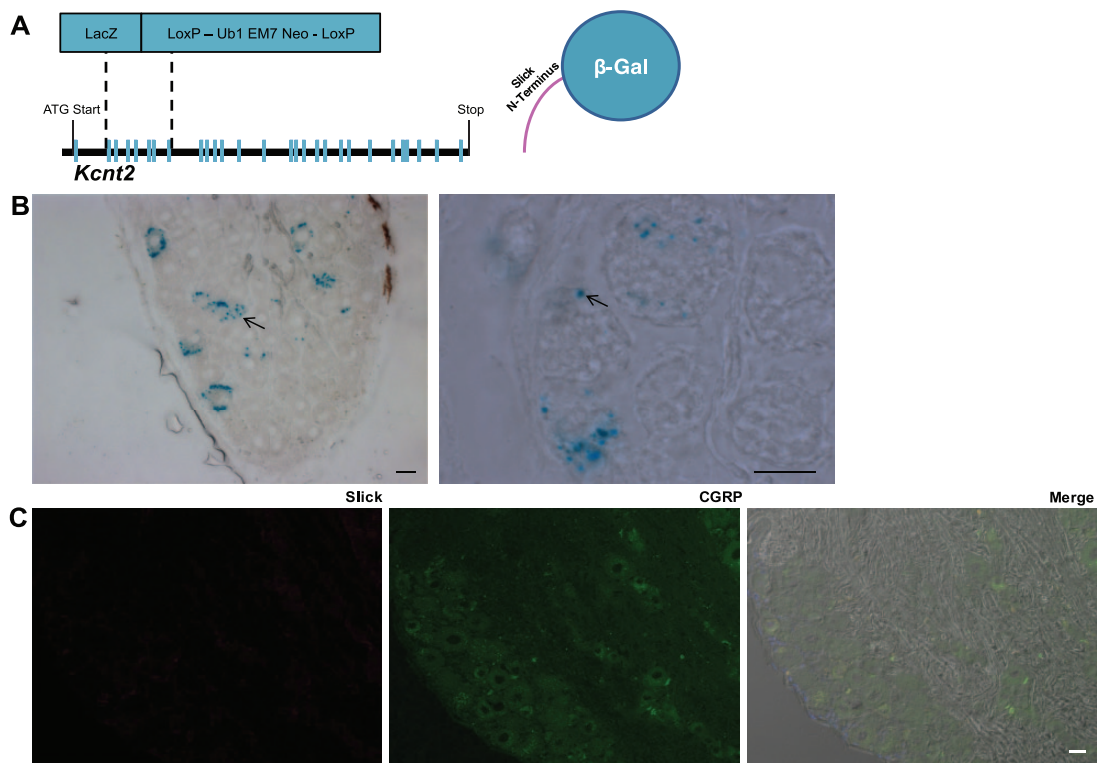 A
LacZ
LoxP – Ub1 EM7 Neo - LoxP
ATG Start
Stop
Kcnt2
Slick
N-Terminus
β-Gal
B
C
Slick
CGRP
Merge